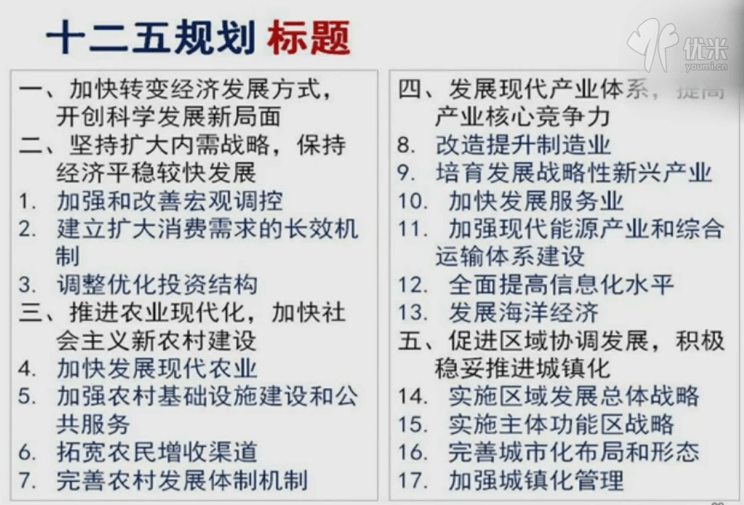 十二五规划 标题
优米
youmi.cn
一、加快转变经济发展方式，
开创科学发展新局面
二、坚持扩大内需战略，保持
经济平稳较快发展
1. 加强和改善宏观调控
2. 建立扩大消费需求的长效机
制
3. 调整优化投资结构
三、推进农业现代化，加快社
会主义新农村建设
4. 加快发展现代农业
5. 加强农村基础设施建设和公
共服务
6. 拓宽农民增收渠道
7. 完善农村发展体制机制
四、发展现代产业体系，提高
产业核心竞争力
8. 改造提升制造业
9. 培育发展战略性新兴产业
10. 加快发展服务业
11. 加强现代能源产业和综合
运输体系建设
12. 全面提高信息化水平
13. 发展海洋经济
五、促进区域协调发展，积极
稳妥推进城镇化
14. 实施区域发展总体战略
15. 实施主体功能区战略
16. 完善城市化布局和形态
17. 加强城镇化管理